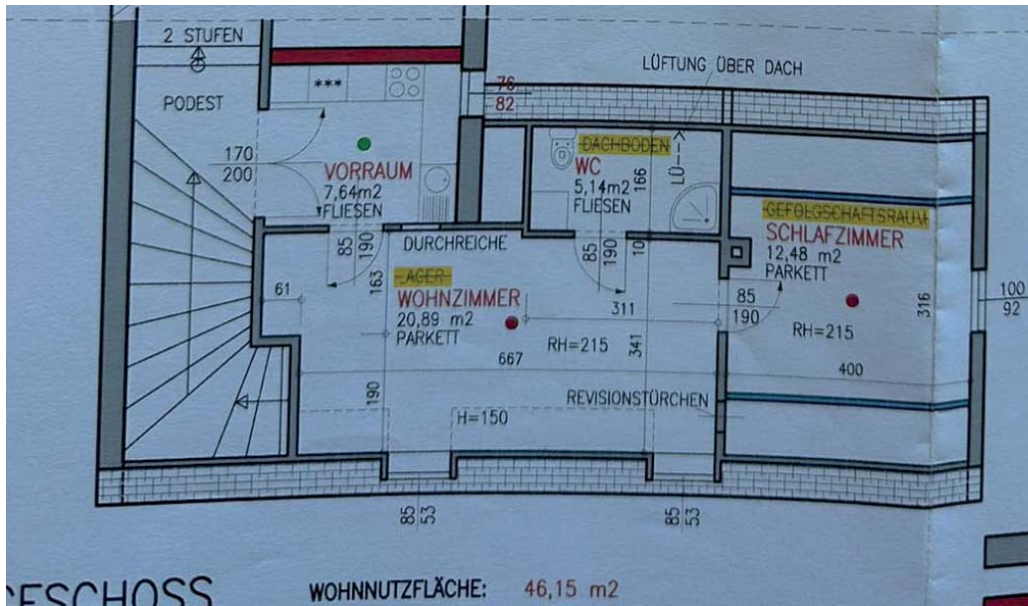 2 STUFEN
PODEST
170
200
***
VORRAUM
7,64m2
FLIESEN
76
82
LÜFTUNG ÜBER DACH
DACHBODEN
WC
5,14m2
FLIESEN
166
LÜ
GEFOLGSCHAFTSRAUM
SCHLAFZIMMER
12,48 m2
PARKETT
316
100
92
RH=215
85
190
DURCHREICHE
85
190
10
61
163
LAGER
WOHNZIMMER
20,89 m2
PARKETT
311
RH=215
341
85
190
667
400
190
H=150
REVISIONSTÜRCHEN
85
53
85
53
GESCHOSS
WOHNNUTZFLÄCHE: 46,15 m2